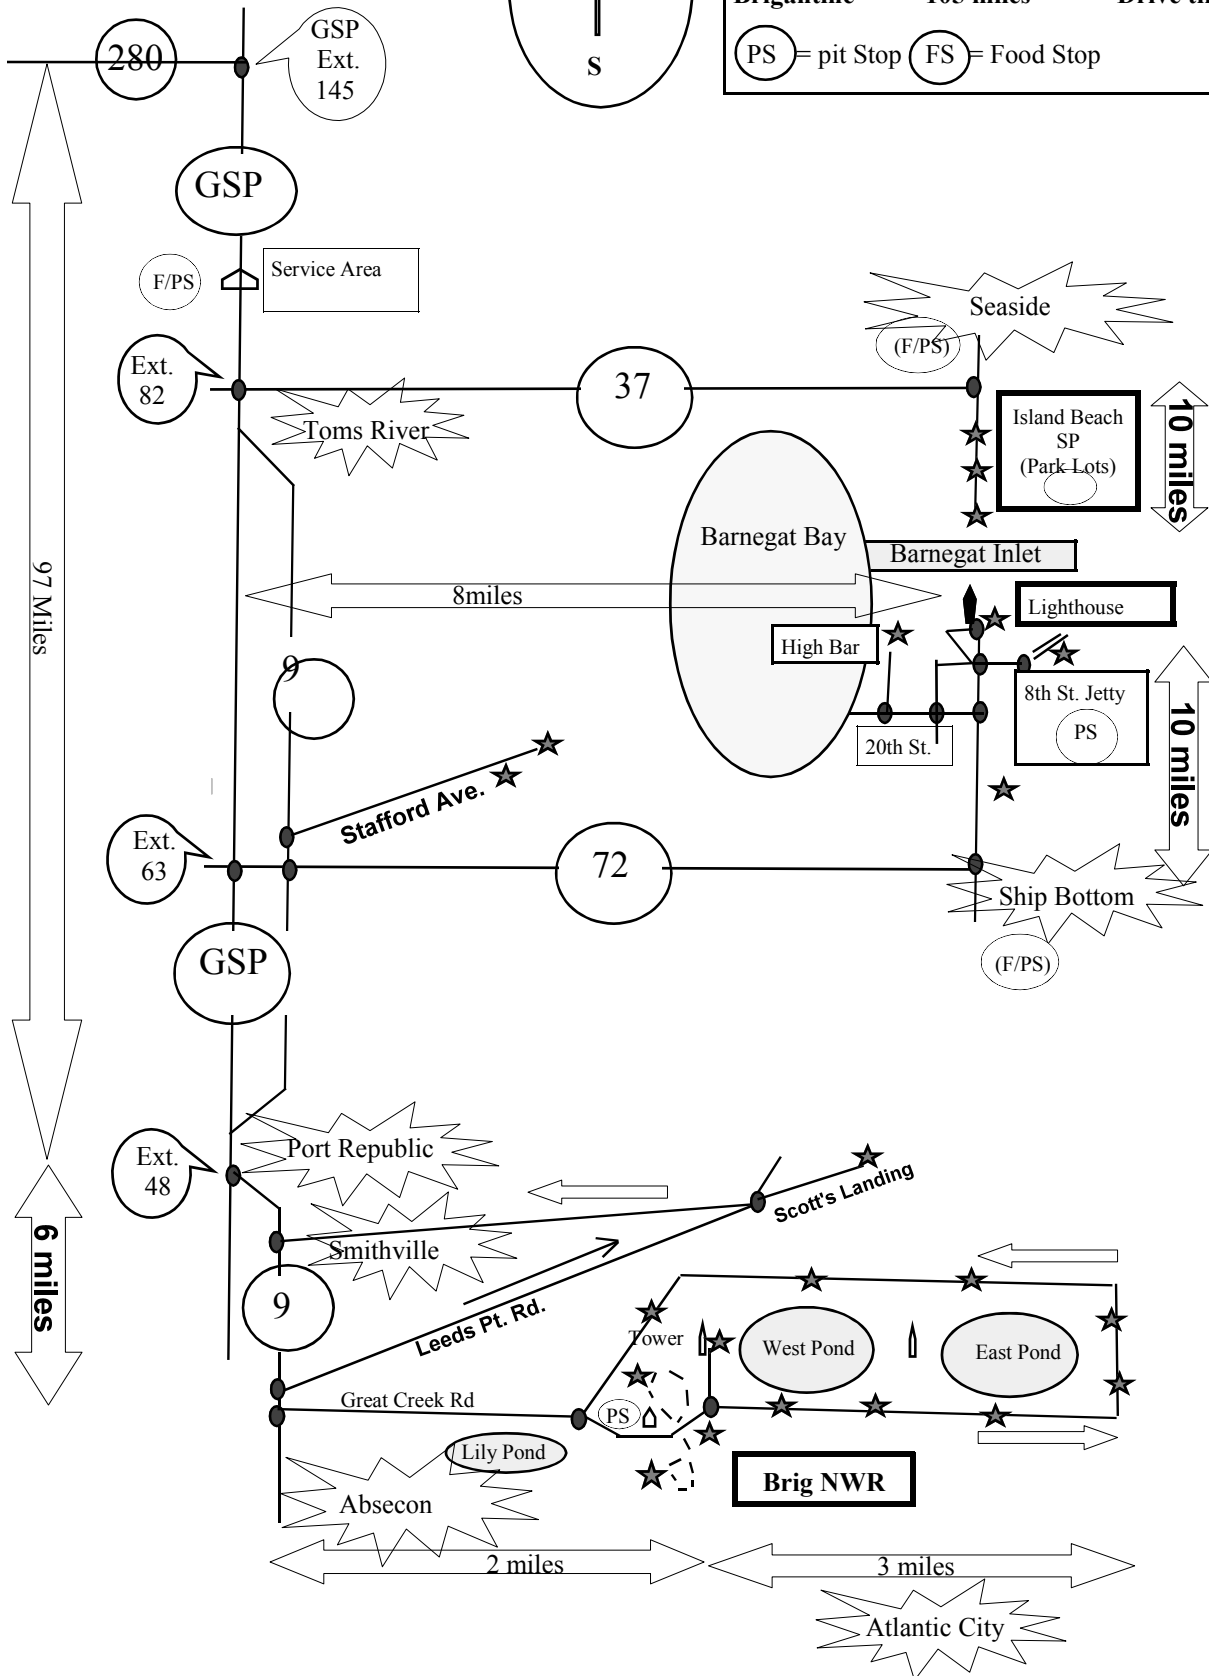 Brigantine 105 miles
PS = pit Stop FS = Food Stop
S
280
GSP
Ext.
145
GSP
F/PS
Service Area
Seaside
(F/PS)
Ext.
82
37
Toms River
Island Beach
SP
(Park Lots)
10 miles
Barnegat Bay
Barnegat Inlet
97 Miles
8miles
Lighthouse
High Bar
9
8th St. Jetty
PS
20th St.
10 miles
Stafford Ave.
Ext.
63
72
Ship Bottom
(F/PS)
GSP
Port Republic
Ext.
48
Scott's Landing
Smithville
6 miles
9
Leeds Pt. Rd.
Tower
West Pond
East Pond
Great Creek Rd
PS
Lily Pond
Brig NWR
Absecon
2 miles
3 miles
Atlantic City